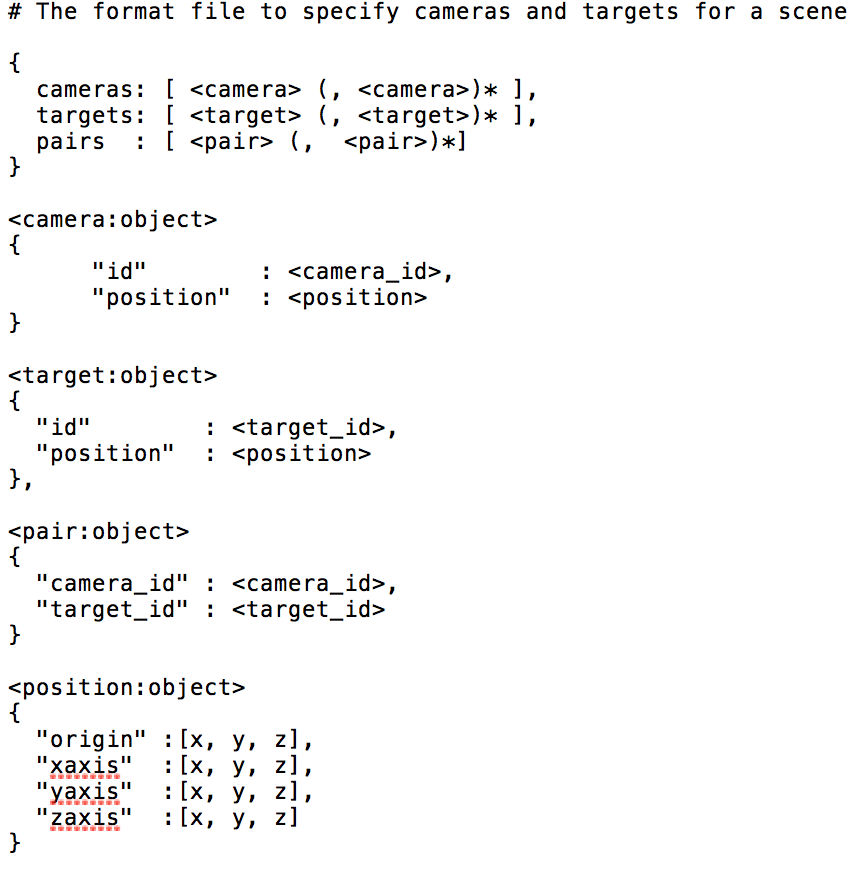 # The format file to specify cameras and targets for a scene
{
cameras: [ <camera> (, <camera>)* ],
targets: [ <target> (, <target>)* ],
pairs  : [ <pair> (,  <pair>)*]
}
<camera:object>
{
"id"        : <camera_id>,
"position"  : <position>
}
<target:object>
{
"id"        : <target_id>,
"position"  : <position>
},
<pair:object>
{
"camera_id" : <camera_id>,
"target_id" : <target_id>
}
<position:object>
{
"origin" :[x, y, z],
"xaxis"  :[x, y, z],
"yaxis"  :[x, y, z],
"zaxis"  :[x, y, z]
}